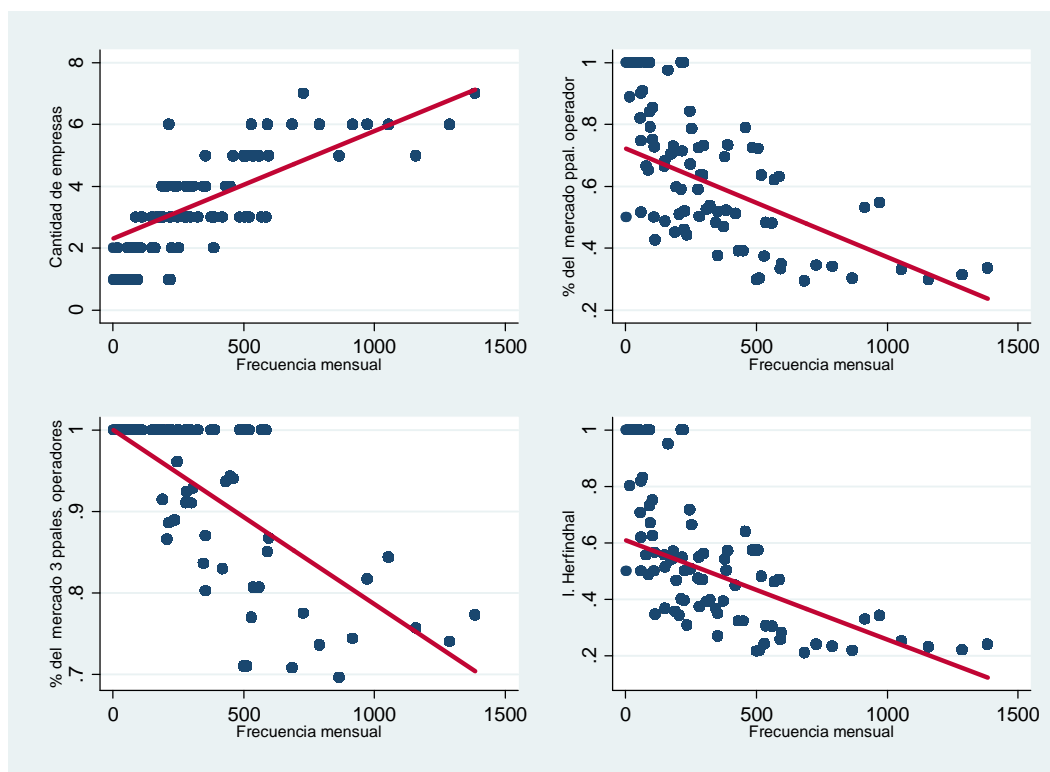 Cantidad de empresas
8
6
4
2
0
0 500 1000 1500
Frecuencia mensual
% del mercado ppal. operador
1
.8
.6
.4
.2
0 500 1000 1500
Frecuencia mensual
% del mercado 3 ppales. operadores
1
.9
.8
.7
0 500 1000 1500
Frecuencia mensual
I. Herfindhal
1
.8
.6
.4
.2
0 500 1000 1500
Frecuencia mensual